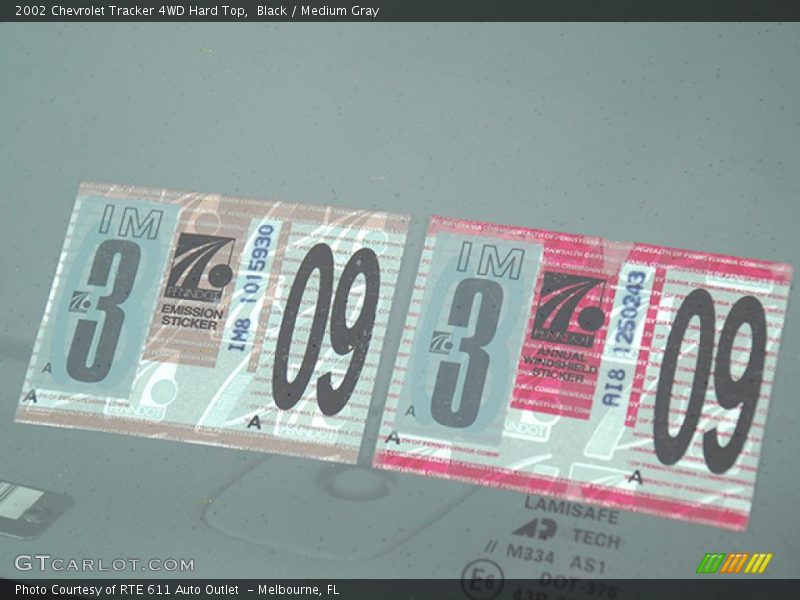 2002 Chevrolet Tracker 4WD Hard Top, Black / Medium Gray
IM
3
A
A
PENNDOT
EMISSION
STICKER
IM8 1015930
09
A
IM
3
A
A
PENNDOT
ANNUAL
WINDSHIELD
STICKER
AI8 1250243
09
A
LAMISAFE
AP TECH
// M334 AS1
E6 DOT-376
GTCARLOT.COM
Photo Courtesy of RTE 611 Auto Outlet - Melbourne, FL